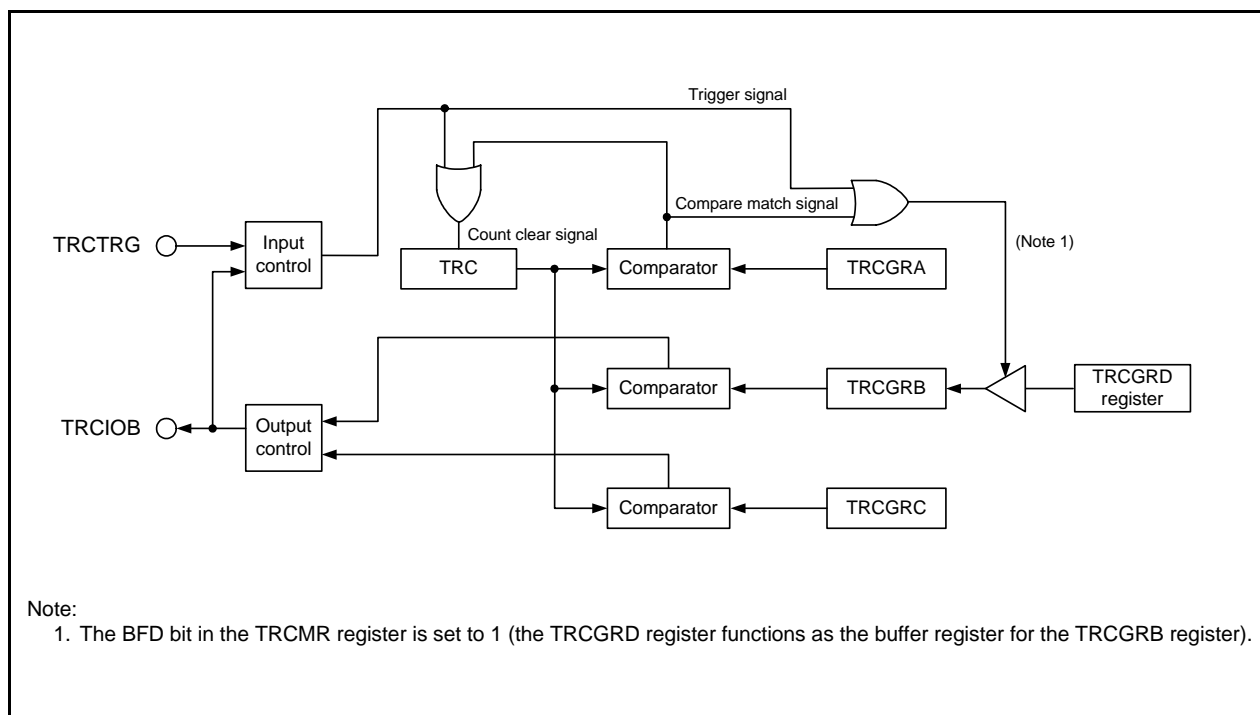 Trigger signal
Compare match signal
TRCTRG
Input
control
Count clear signal
TRC
Comparator
TRCGRA
(Note 1)
Comparator
TRCGRB
TRCGRD
register
TRCIOB
Output
control
Comparator
TRCGRC
Note:
1. The BFD bit in the TRCMR register is set to 1 (the TRCGRD register functions as the buffer register for the TRCGRB register).